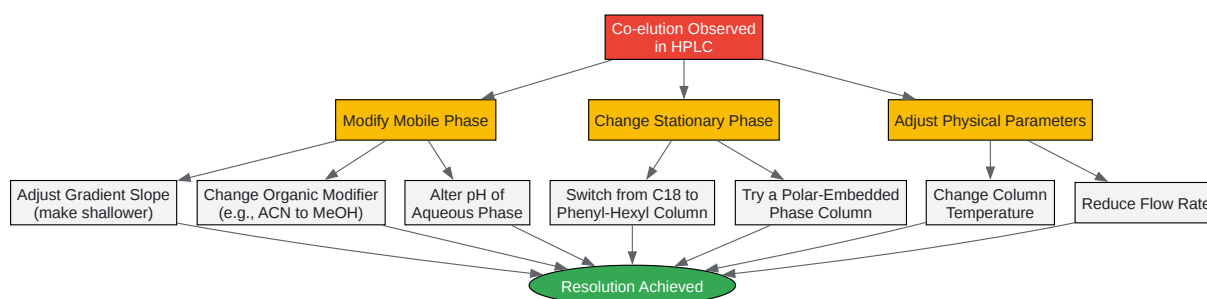 Co-elution Observed
in HPLC
Modify Mobile Phase
Change Stationary Phase
Adjust Physical Parameters
Adjust Gradient Slope
(make shallower)
Change Organic Modifier
(e.g., ACN to MeOH)
Alter pH of
Aqueous Phase
Switch from C18 to
Phenyl-Hexyl Column
Try a Polar-Embedded
Phase Column
Change Column
Temperature
Reduce Flow Rate
Resolution Achieved